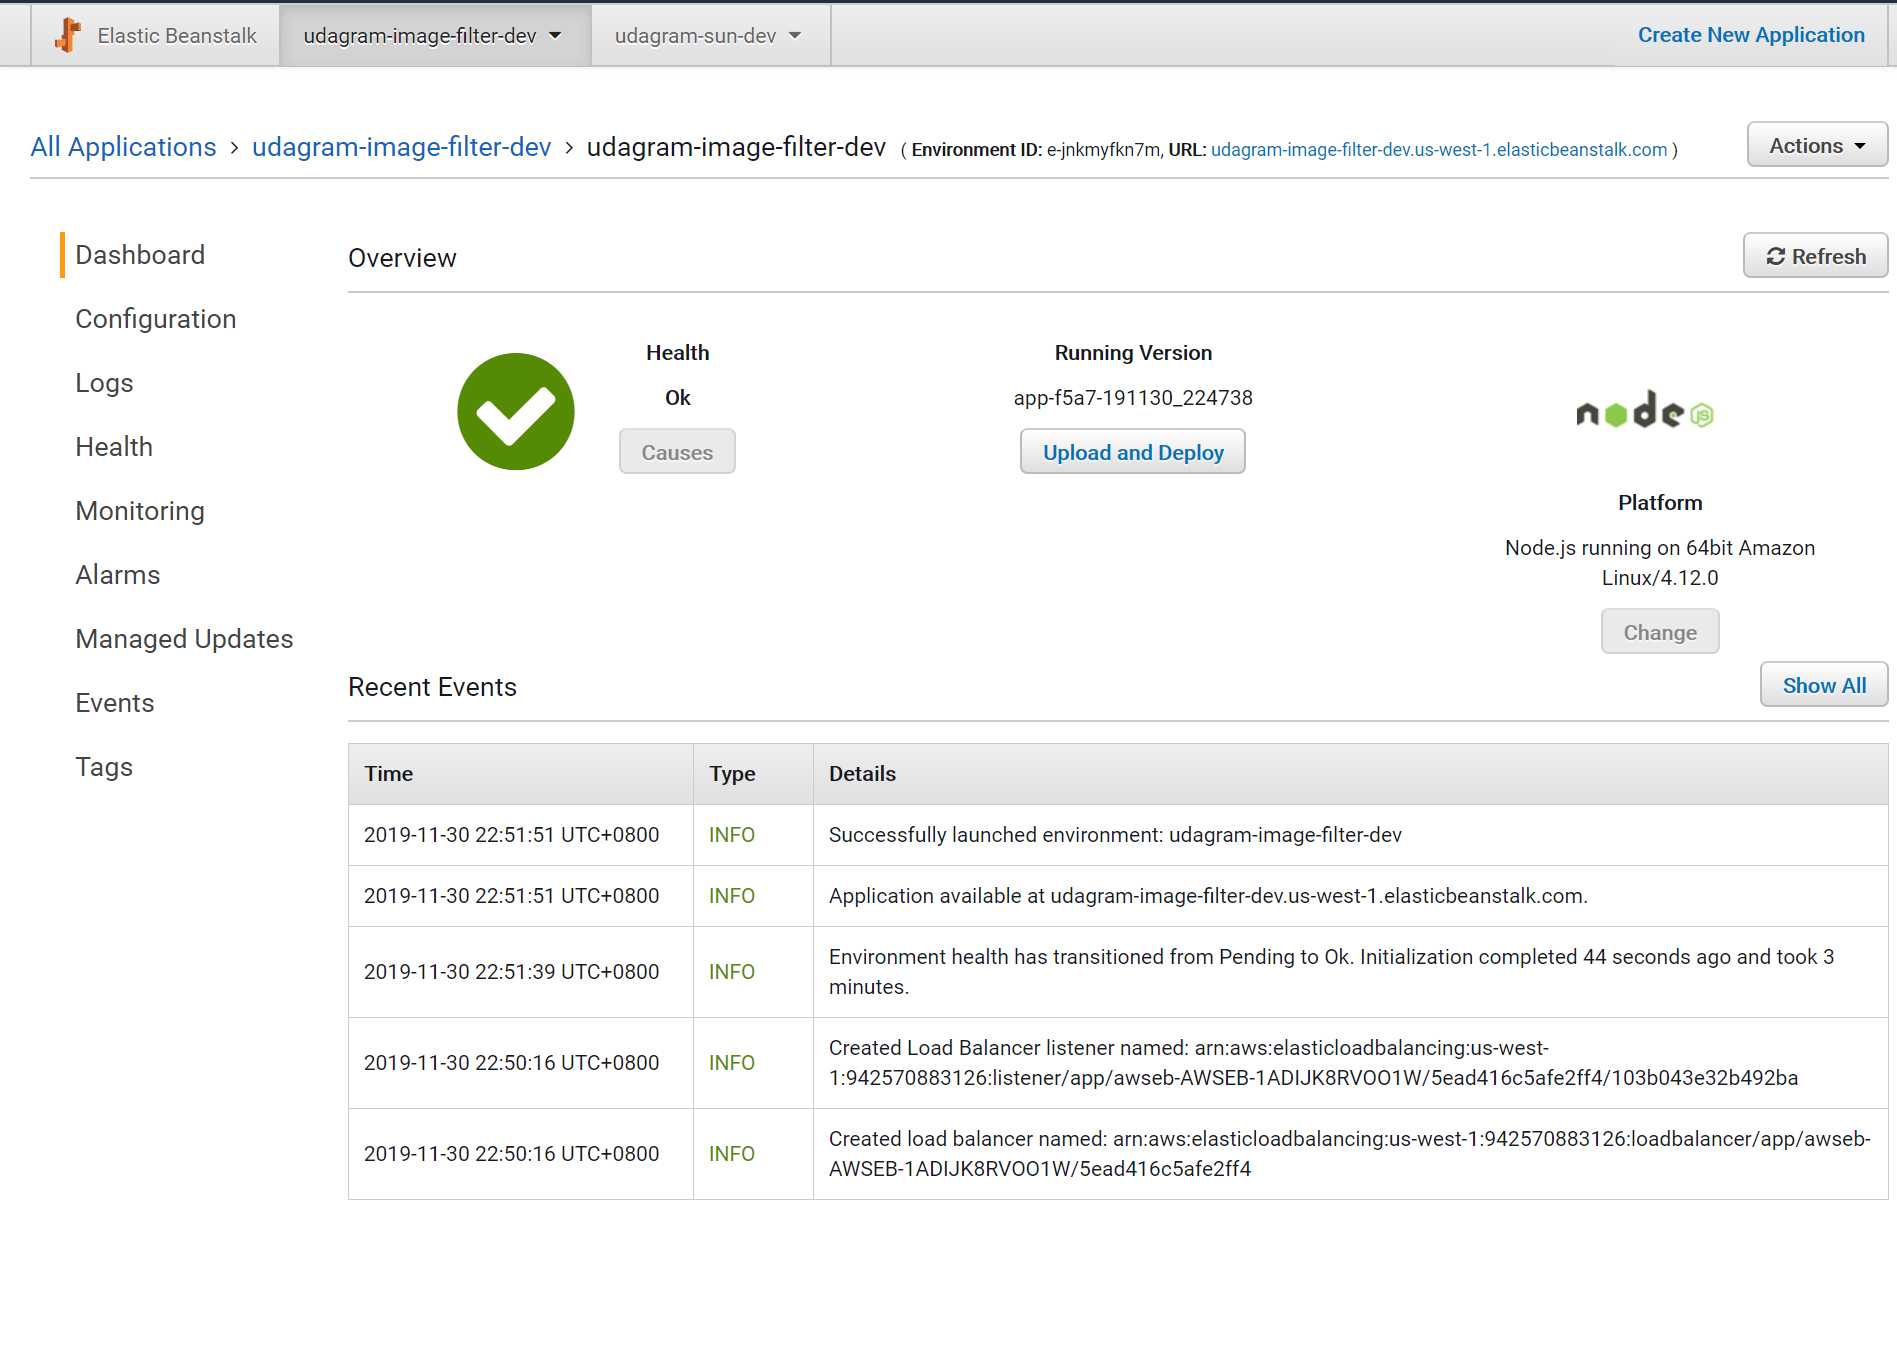 Elastic Beanstalk
udagram-image-filter-dev
udagram-sun-dev
Create New Application
All Applications > udagram-image-filter-dev > udagram-image-filter-dev ( Environment ID: e-jnkmyfkn7m, URL: udagram-image-filter-dev.us-west-1.elasticbeanstalk.com )
Actions
Dashboard
Configuration
Logs
Health
Monitoring
Alarms
Managed Updates
Events
Tags
Overview
Refresh
Health
Ok
Causes
Running Version
app-f5a7-191130_224738
Upload and Deploy
node JS
Platform
Node.js running on 64bit Amazon
Linux/4.12.0
Change
Recent Events
Show All
Time Type Details
2019-11-30 22:51:51 UTC+0800 INFO Successfully launched environment: udagram-image-filter-dev
2019-11-30 22:51:51 UTC+0800 INFO Application available at udagram-image-filter-dev.us-west-1.elasticbeanstalk.com.
2019-11-30 22:51:39 UTC+0800 INFO Environment health has transitioned from Pending to Ok. Initialization completed 44 seconds ago and took 3
minutes.
2019-11-30 22:50:16 UTC+0800 INFO Created Load Balancer listener named: arn:aws:elasticloadbalancing:us-west-
1:942570883126:listener/app/awseb-AWSEB-1ADIJK8RVOO1W/5ead416c5afe2ff4/103b043e32b492ba
2019-11-30 22:50:16 UTC+0800 INFO Created load balancer named: arn:aws:elasticloadbalancing:us-west-1:942570883126:loadbalancer/app/awseb-
AWSEB-1ADIJK8RVOO1W/5ead416c5afe2ff4